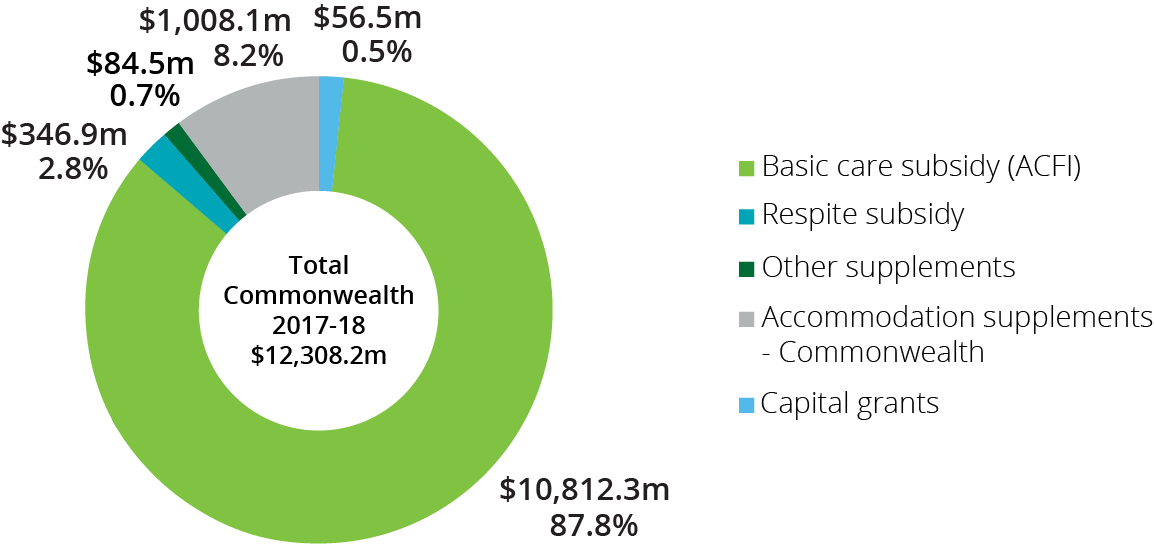 $1,008.1m
8.2%
$56.5m
0.5%
$84.5m
0.7%
$346.9m
2.8%
Total
Commonwealth
2017-18
$12,308.2m
$10,812.3m
87.8%
Basic care subsidy (ACFI)
Respite subsidy
Other supplements
Accommodation supplements
- Commonwealth
Capital grants